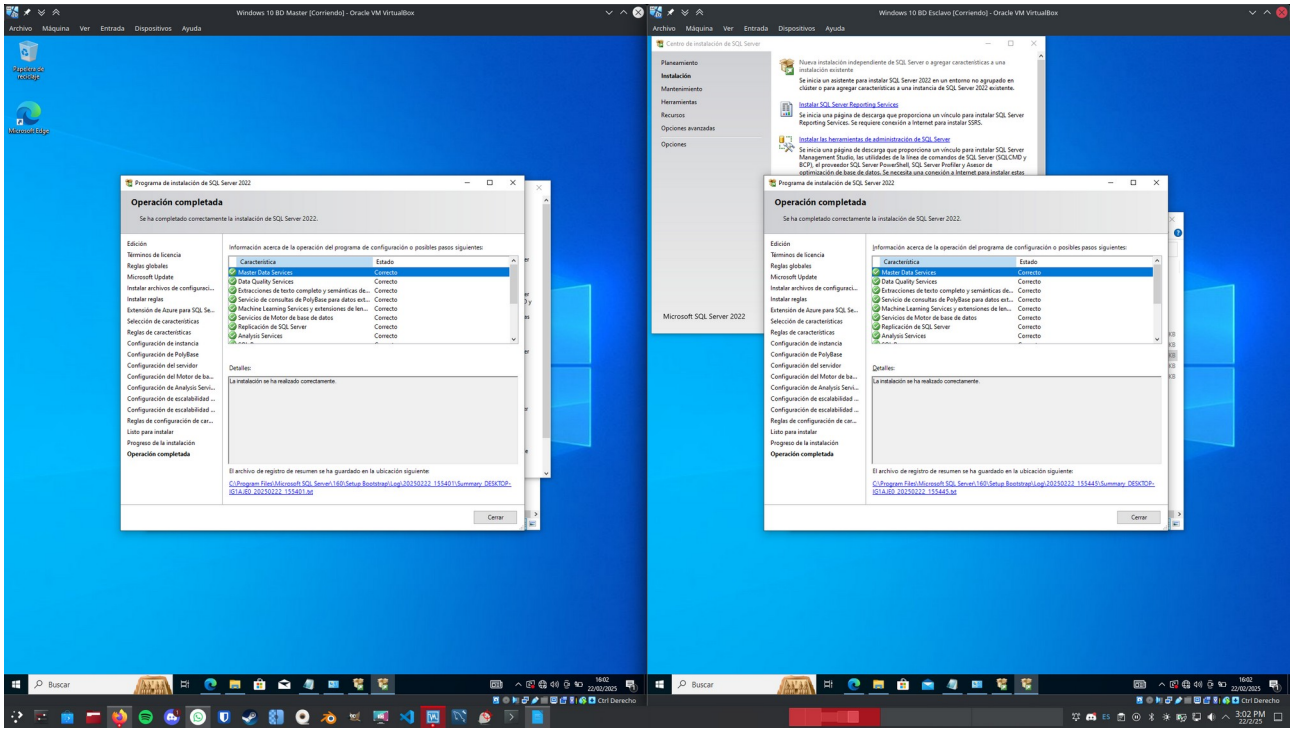 Windows 10 BD Master [Corriendo] - Oracle VM VirtualBox
Archivo Máquina Ver Entrada Dispositivos Ayuda
Papelera de
reciclaje
Microsoft Edge
Programa de instalación de SQL Server 2022
Operación completada
Se ha completado correctamente la instalación de SQL Server 2022.
Edición
Términos de licencia
Reglas globales
Microsoft Update
Instalar archivos de configuraci...
Instalar reglas
Extensión de Azure para SQL Se...
Selección de características
Reglas de características
Configuración de instancia
Configuración de PolyBase
Configuración del servidor
Configuración del Motor de ba...
Configuración de Analysis Servi...
Configuración de escalabilidad ...
Configuración de escalabilidad ...
Reglas de configuración de car...
Listo para instalar
Progreso de la instalación
Operación completada
Información acerca de la operación del programa de configuración o posibles pasos siguientes:
Característica Estado
Master Data Services Correcto
Data Quality Services Correcto
Extracciones de texto completo y semánticas de... Correcto
Servicio de consultas de PolyBase para datos ext... Correcto
Machine Learning Services y extensiones de len... Correcto
Servicios de Motor de base de datos Correcto
Replicación de SQL Server Correcto
Analysis Services Correcto
Detalles:
La instalación se ha realizado correctamente.
El archivo de registro de resumen se ha guardado en la ubicación siguiente:
C:\Program Files\Microsoft SQL Server\160\Setup Bootstrap\Log\20250222_155401\Summary_DESKTOP-
IG1AJE0_20250222_155401.txt
Cerrar
Buscar
16:02
22/02/2025
Ctrl Derecho
Windows 10 BD Esclavo [Corriendo] - Oracle VM VirtualBox
Archivo Máquina Ver Entrada Dispositivos Ayuda
Centro de instalación de SQL Server
Planeamiento
Instalación
Mantenimiento
Herramientas
Recursos
Opciones avanzadas
Opciones
Microsoft SQL Server 2022
Nueva instalación independiente de SQL Server o agregar características a una
instalación existente
Se inicia un asistente para instalar SQL Server 2022 en un entorno no agrupado en
clúster o para agregar características a una instancia de SQL Server 2022 existente.
Instalar SQL Server Reporting Services
Se inicia una página de descarga que proporciona un vínculo para instalar SQL Server
Reporting Services. Se requiere conexión a Internet para instalar SSRS.
Instalar las herramientas de administración de SQL Server
Se inicia una página de descarga que proporciona un vínculo para instalar SQL Server
Management Studio, las utilidades de la línea de comandos de SQL Server (SQLCMD y
BCP), el proveedor SQL Server PowerShell, SQL Server Profiler y Asesor de
optimización de base de datos. Se necesita una conexión a Internet para instalar estas
Programa de instalación de SQL Server 2022
Operación completada
Se ha completado correctamente la instalación de SQL Server 2022.
Edición
Términos de licencia
Reglas globales
Microsoft Update
Instalar archivos de configuraci...
Instalar reglas
Extensión de Azure para SQL Se...
Selección de características
Reglas de características
Configuración de instancia
Configuración de PolyBase
Configuración del servidor
Configuración del Motor de ba...
Configuración de Analysis Servi...
Configuración de escalabilidad ...
Configuración de escalabilidad ...
Reglas de configuración de car...
Listo para instalar
Progreso de la instalación
Operación completada
Información acerca de la operación del programa de configuración o posibles pasos siguientes:
Característica Estado
Master Data Services Correcto
Data Quality Services Correcto
Extracciones de texto completo y semánticas de... Correcto
Servicio de consultas de PolyBase para datos ext... Correcto
Machine Learning Services y extensiones de len... Correcto
Servicios de Motor de base de datos Correcto
Replicación de SQL Server Correcto
Analysis Services Correcto
Detalles:
La instalación se ha realizado correctamente.
El archivo de registro de resumen se ha guardado en la ubicación siguiente:
C:\Program Files\Microsoft SQL Server\160\Setup Bootstrap\Log\20250222_155445\Summary_DESKTOP-
IG1AJE0_20250222_155445.txt
Cerrar
KB
KB
KB
KB
Buscar
16:02
22/02/2025
Ctrl Derecho
ES
3:02 PM
22/2/25